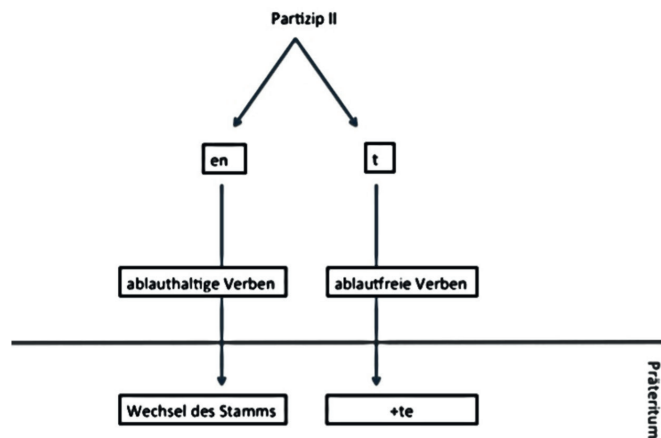 Partizip II
en
t
ablauthaltige Verben
ablautfreie Verben
Präteritum
Wechsel des Stamms
+te